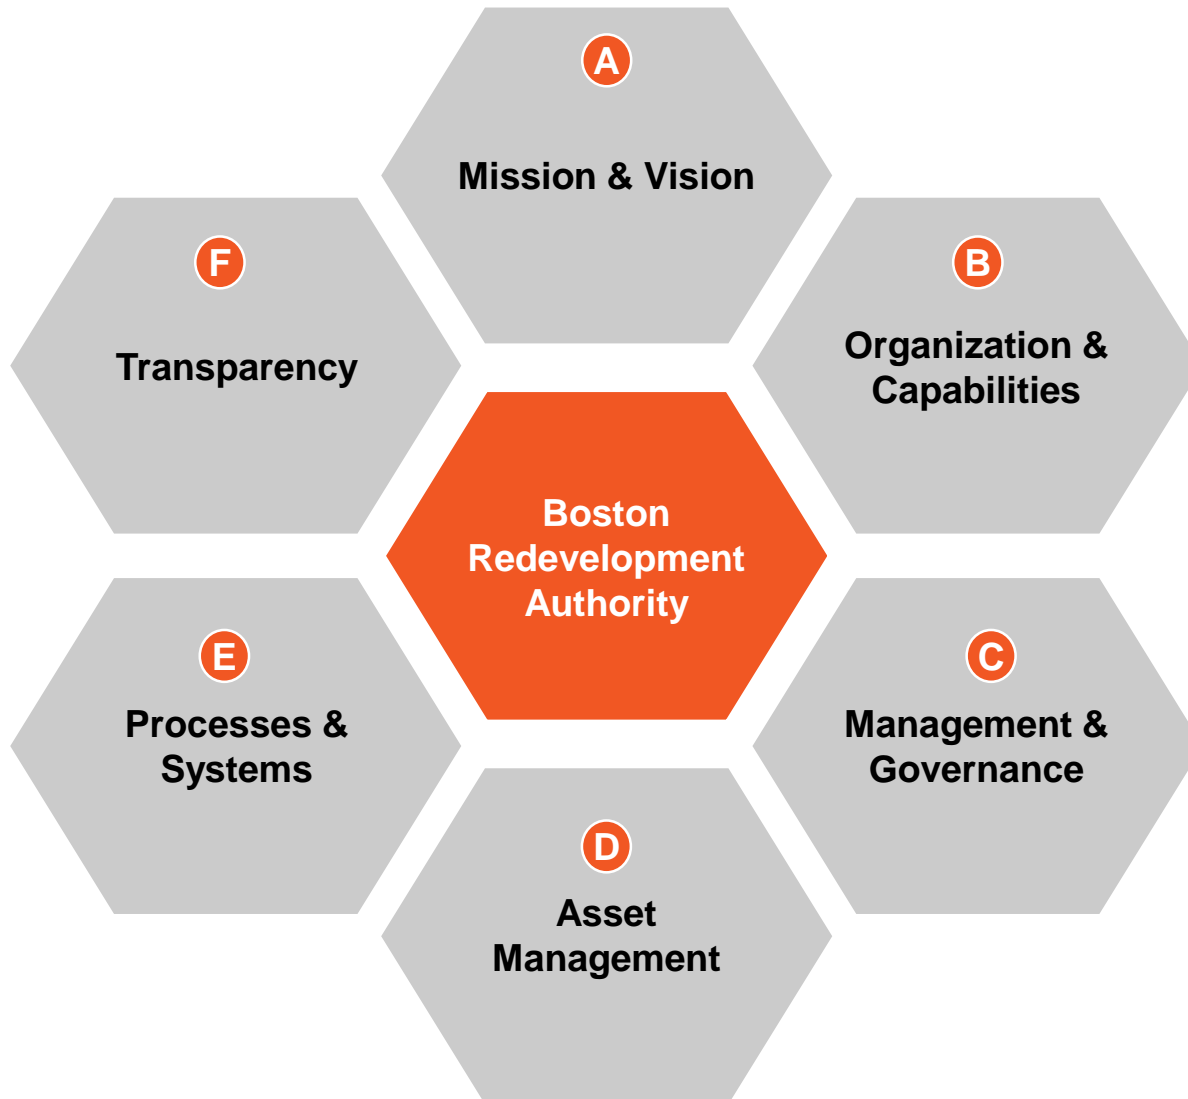 A
Mission & Vision
B
Organization &
Capabilities
C
Management &
Governance
D
Asset
Management
E
Processes &
Systems
F
Transparency
Boston
Redevelopment
Authority